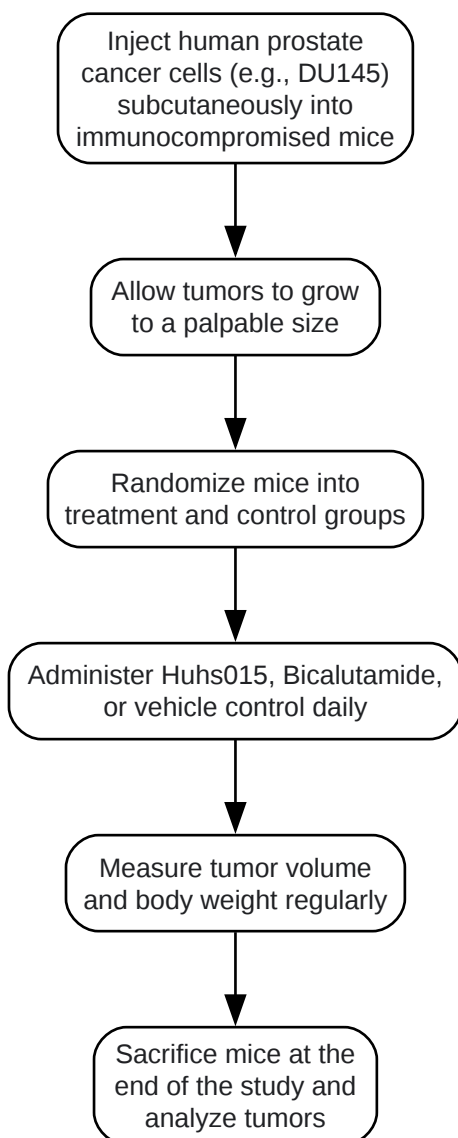 Inject human prostate
cancer cells (e.g., DU145)
subcutaneously into
immunocompromised mice
Allow tumors to grow
to a palpable size
Randomize mice into
treatment and control groups
Administer Huhs015, Bicalutamide,
or vehicle control daily
Measure tumor volume
and body weight regularly
Sacrifice mice at the
end of the study and
analyze tumors